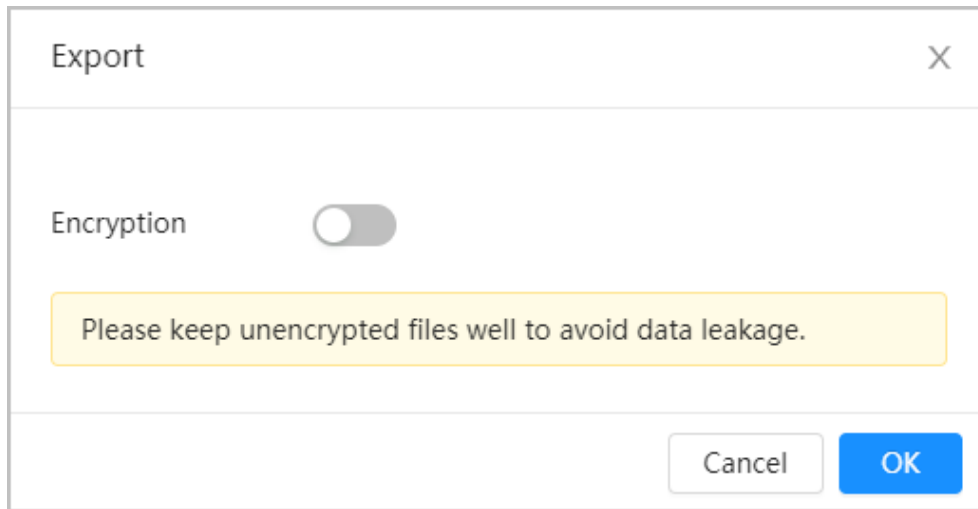 Export
Encryption
Please keep unencrypted files well to avoid data leakage.
Cancel OK